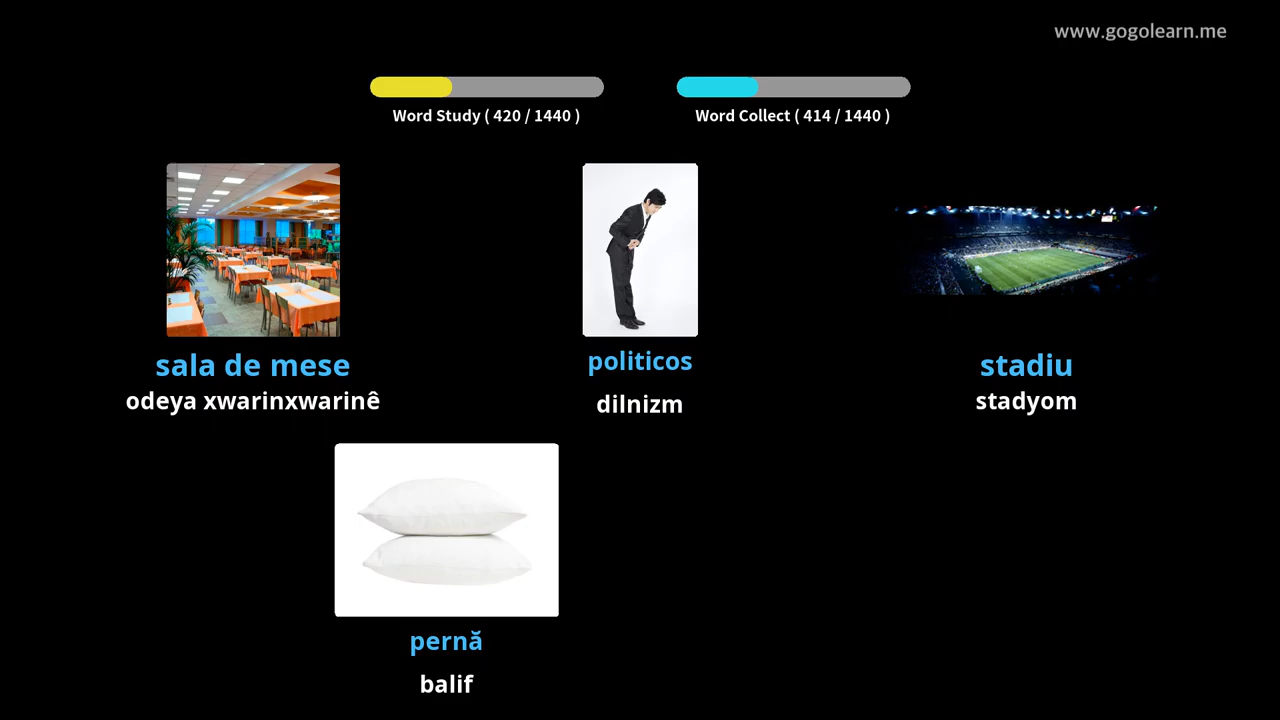 www.gogolearn.me
Word Study ( 420 / 1440 )
Word Collect ( 414 / 1440 )
sala de mese
odeya xwarinxwarinê
politicos
dilnizm
stadiu
stadyom
pernă
balif